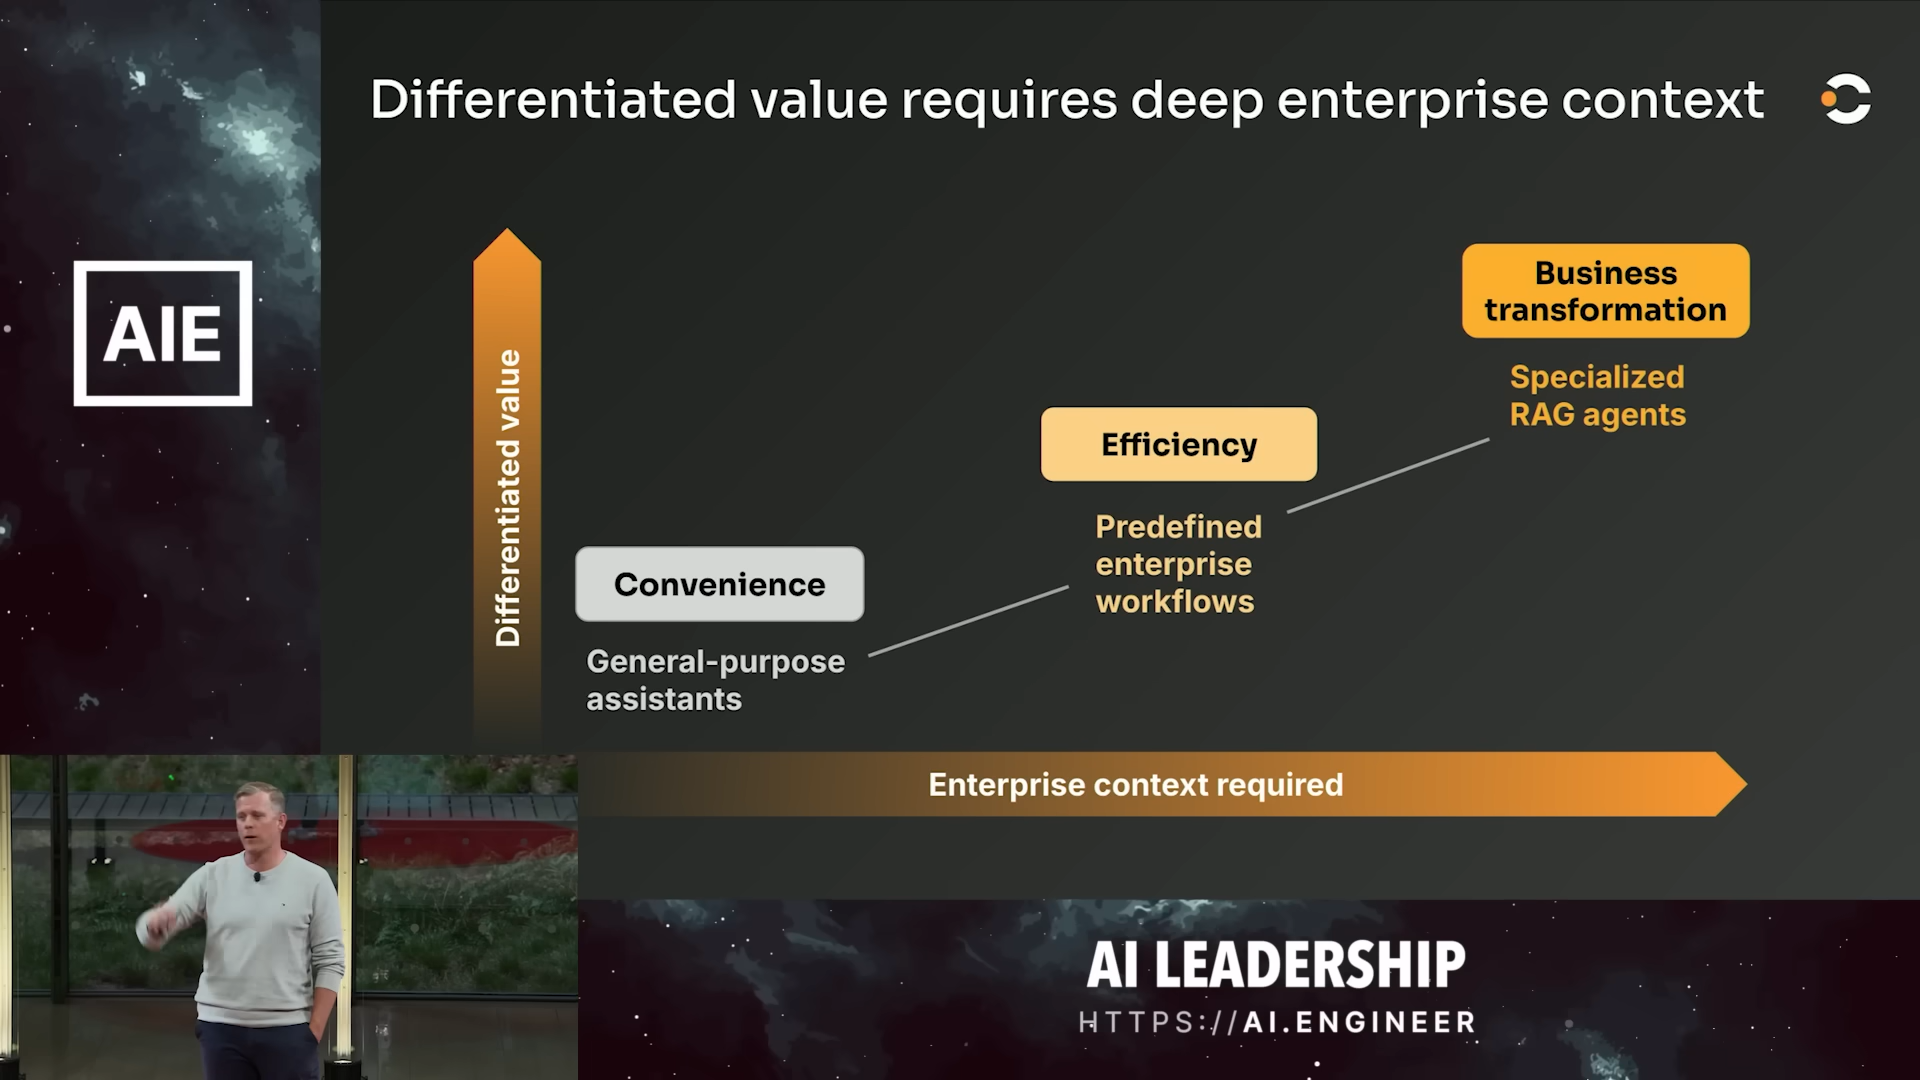 Differentiated value requires deep enterprise context
AIE
Differentiated value
Business
transformation
Specialized
RAG agents
Efficiency
Predefined
enterprise
workflows
Convenience
General-purpose
assistants
Enterprise context required
AI LEADERSHIP
HTTPS://AI.ENGINEER